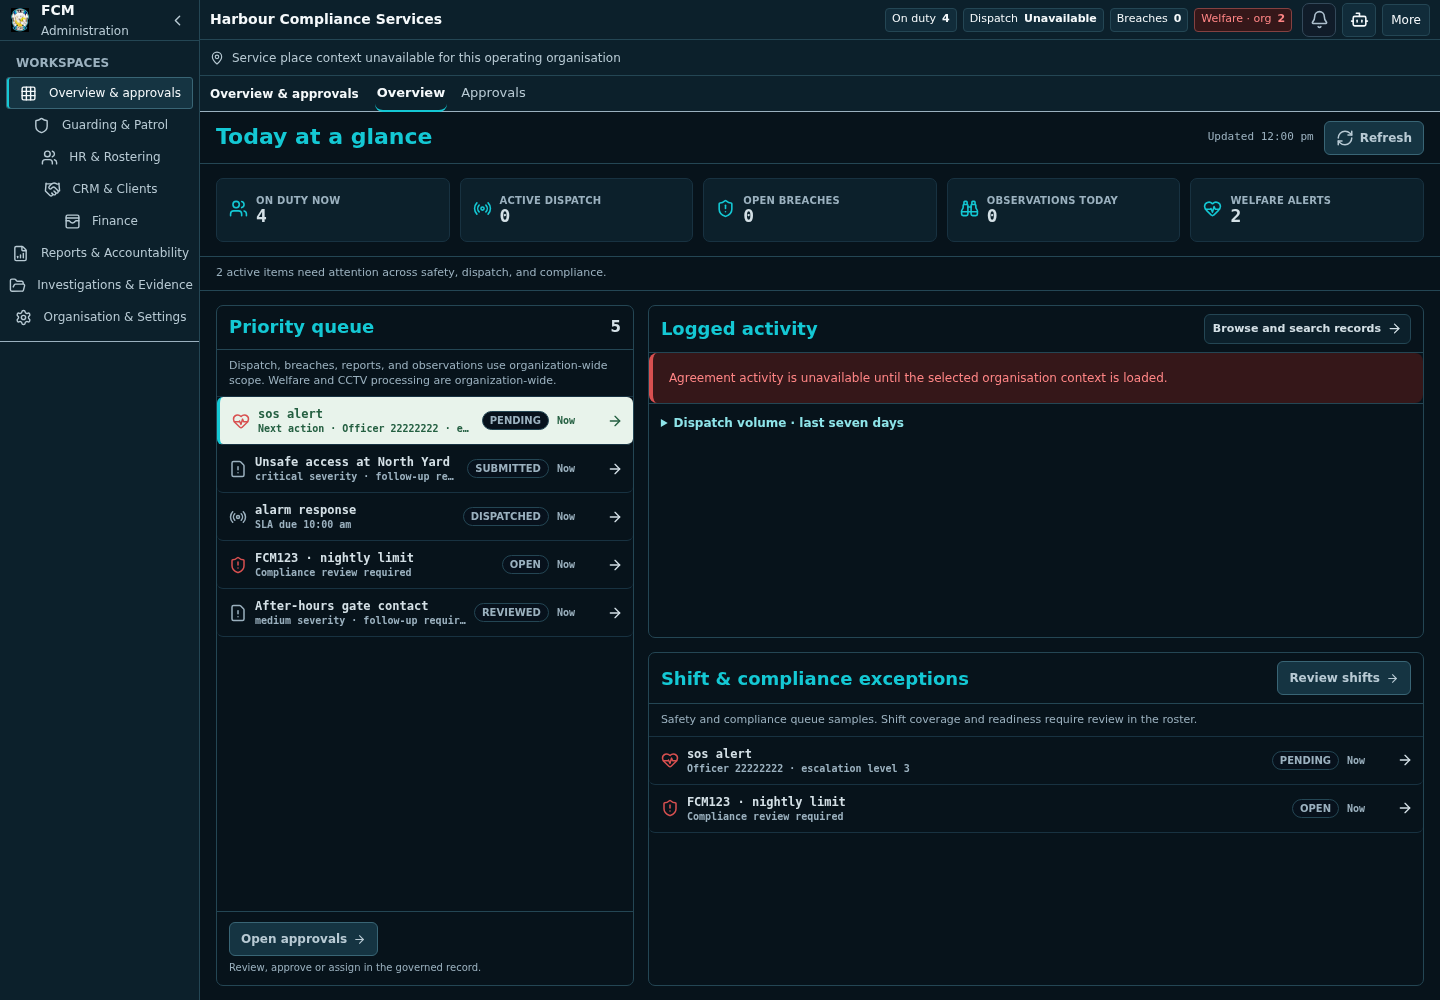 FCM
Administration
WORKSPACES
Overview & approvals
Guarding & Patrol
HR & Rostering
CRM & Clients
Finance
Reports & Accountability
Investigations & Evidence
Organisation & Settings
Harbour Compliance Services
On duty 4
Dispatch Unavailable
Breaches 0
Welfare · org 2
More
Service place context unavailable for this operating organisation
Overview & approvals
Overview
Approvals
Today at a glance
Updated 12:00 pm
Refresh
ON DUTY NOW
4
ACTIVE DISPATCH
0
OPEN BREACHES
0
OBSERVATIONS TODAY
0
WELFARE ALERTS
2
2 active items need attention across safety, dispatch, and compliance.
Priority queue
5
Dispatch, breaches, reports, and observations use organization-wide
scope. Welfare and CCTV processing are organization-wide.
sos alert
Next action · Officer 22222222 · e…
PENDING
Now
Unsafe access at North Yard
critical severity · follow-up re…
SUBMITTED
Now
alarm response
SLA due 10:00 am
DISPATCHED
Now
FCM123 · nightly limit
Compliance review required
OPEN
Now
After-hours gate contact
medium severity · follow-up requir…
REVIEWED
Now
Open approvals
Review, approve or assign in the governed record.
Logged activity
Browse and search records
Agreement activity is unavailable until the selected organisation context is loaded.
Dispatch volume · last seven days
Shift & compliance exceptions
Review shifts
Safety and compliance queue samples. Shift coverage and readiness require review in the roster.
sos alert
Officer 22222222 · escalation level 3
PENDING
Now
FCM123 · nightly limit
Compliance review required
OPEN
Now